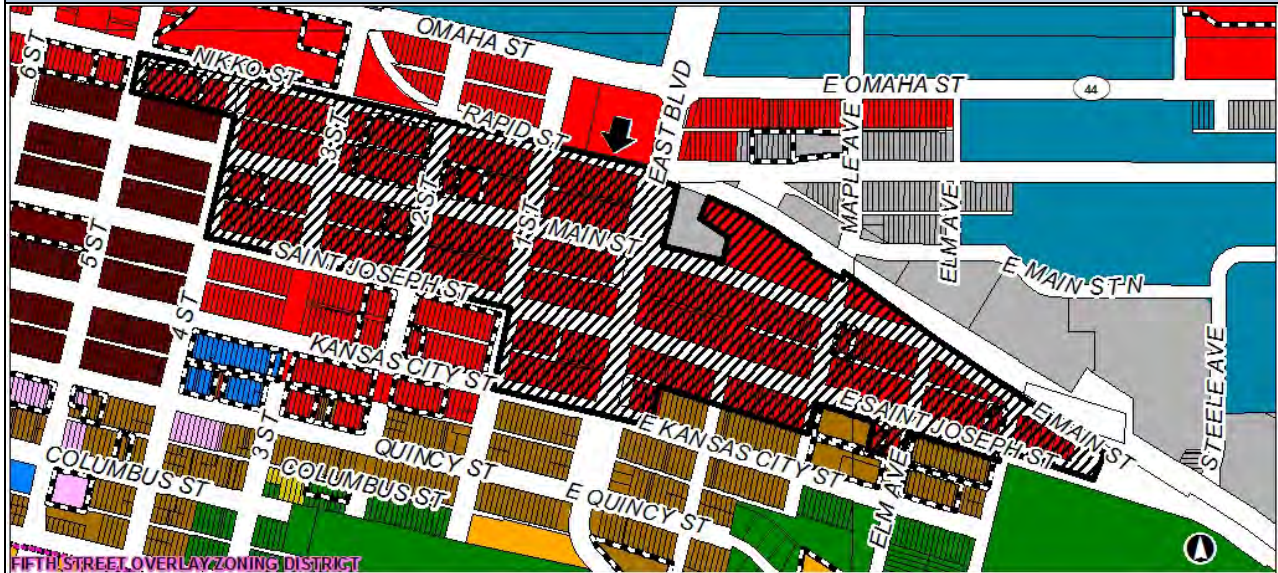 OMAHA ST
6 ST
NIKKO ST
EAST BLVD
E OMAHA ST
44
RAPID ST
3 ST
MAPLE AVE
2 ST
1 ST
MAIN ST
ELM AVE
5 ST
SAINT JOSEPH ST
E MAIN ST N
4 ST
KANSAS CITY ST
STEELE AVE
E SAINT JOSEPH ST
E MAIN ST
3 ST
QUINCY ST
E KANSAS CITY ST
COLUMBUS ST
COLUMBUS ST
E QUINCY ST
ELM AVE
FIFTH STREET OVERLAY ZONING DISTRICT